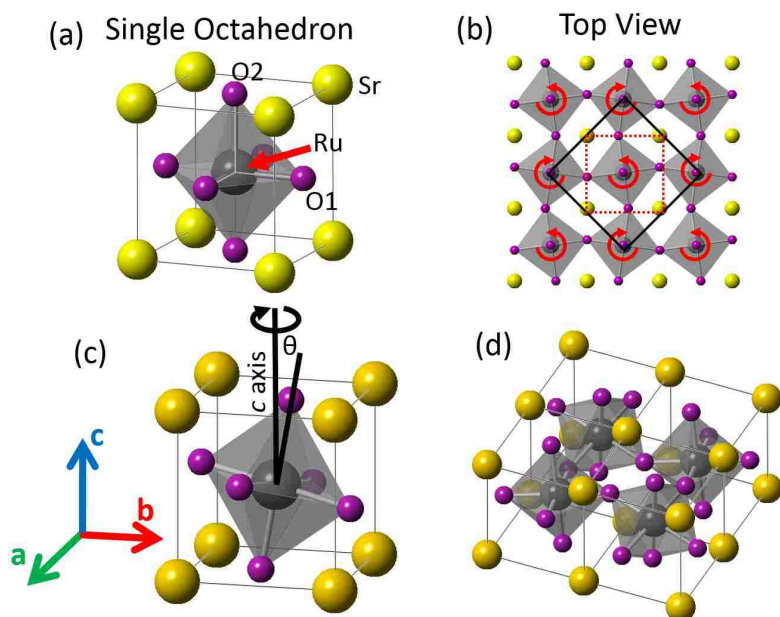 (a)
Single Octahedron
O2
Sr
Ru
O1
(b)
Top View
(c)
c axis
θ
c
b
a
(d)